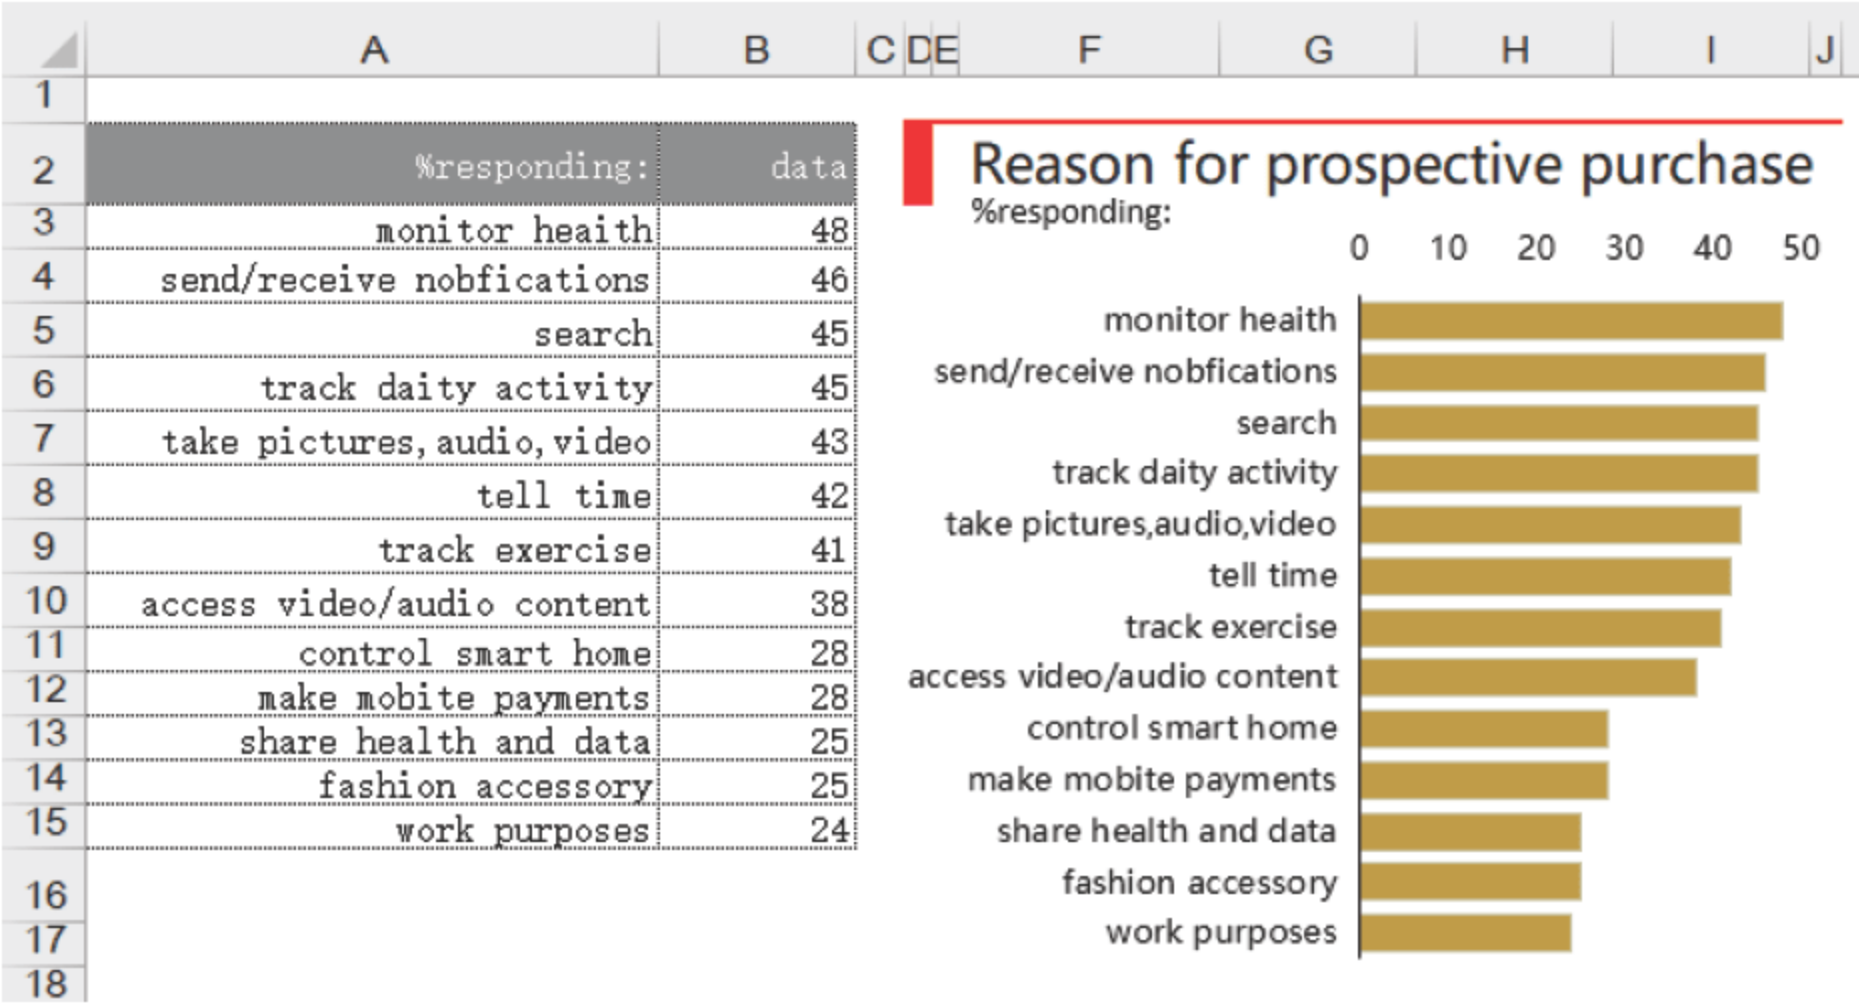 A B C D E F G H I J
1
2 %responding: data
3 monitor heaith 48
4 send/receive nobfications 46
5 search 45
6 track daity activity 45
7 take pictures,audio,video 43
8 tell time 42
9 track exercise 41
10 access video/audio content 38
11 control smart home 28
12 make mobite payments 28
13 share health and data 25
14 fashion accessory 25
15 work purposes 24
16
17
18
Reason for prospective purchase
%responding:
0 10 20 30 40 50
monitor heaith
send/receive nobfications
search
track daity activity
take pictures,audio,video
tell time
track exercise
access video/audio content
control smart home
make mobite payments
share health and data
fashion accessory
work purposes